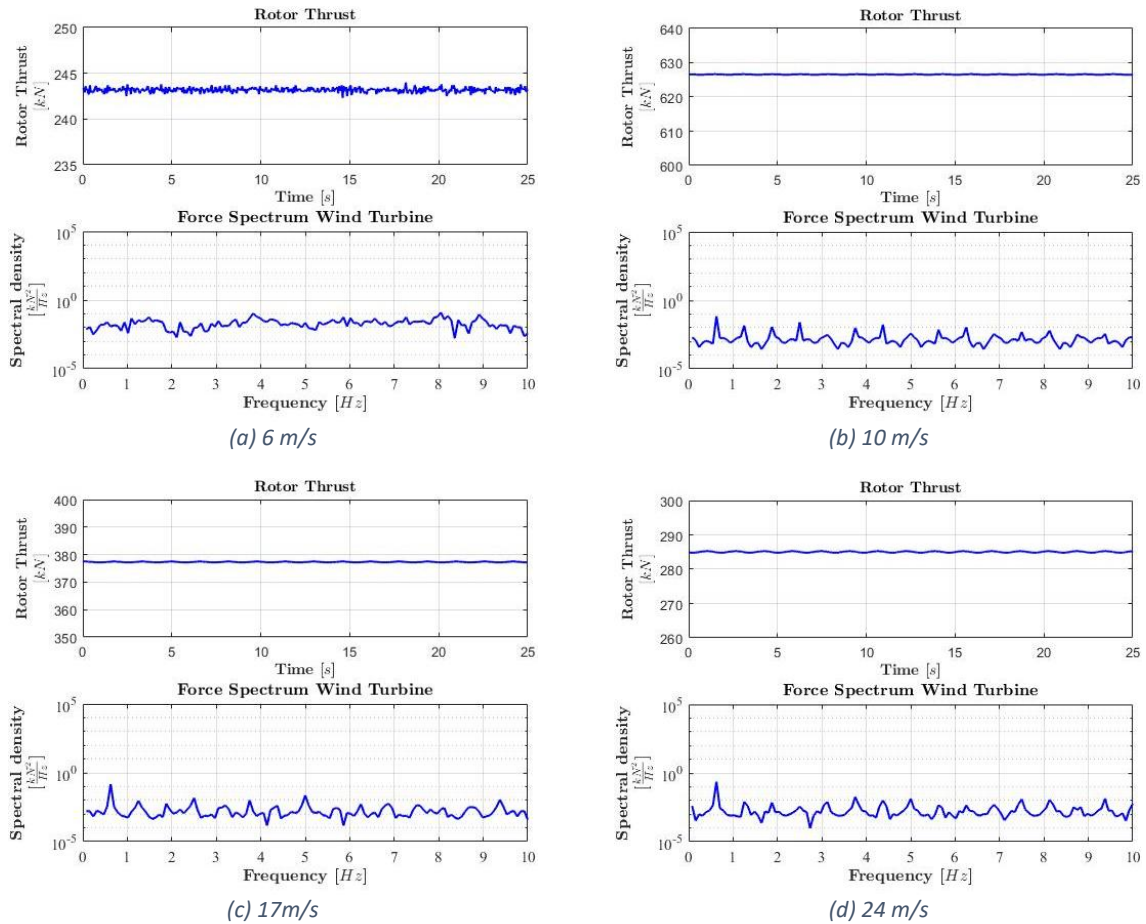 Rotor Thrust
250
245
240
235
Rotor Thrust
[kN]
0 5 10 15 20 25
Time [s]
Force Spectrum Wind Turbine
10^5
10^0
10^-5
Spectral density
[kN^2/Hz]
0 1 2 3 4 5 6 7 8 9 10
Frequency [Hz]
(a) 6 m/s
Rotor Thrust
640
630
620
610
600
Rotor Thrust
[kN]
0 5 10 15 20 25
Time [s]
Force Spectrum Wind Turbine
10^5
10^0
10^-5
Spectral density
[kN^2/Hz]
0 1 2 3 4 5 6 7 8 9 10
Frequency [Hz]
(b) 10 m/s
Rotor Thrust
400
390
380
370
360
350
Rotor Thrust
[kN]
0 5 10 15 20 25
Time [s]
Force Spectrum Wind Turbine
10^5
10^0
10^-5
Spectral density
[kN^2/Hz]
0 1 2 3 4 5 6 7 8 9 10
Frequency [Hz]
(c) 17m/s
Rotor Thrust
300
290
280
270
260
Rotor Thrust
[kN]
0 5 10 15 20 25
Time [s]
Force Spectrum Wind Turbine
10^5
10^0
10^-5
Spectral density
[kN^2/Hz]
0 1 2 3 4 5 6 7 8 9 10
Frequency [Hz]
(d) 24 m/s